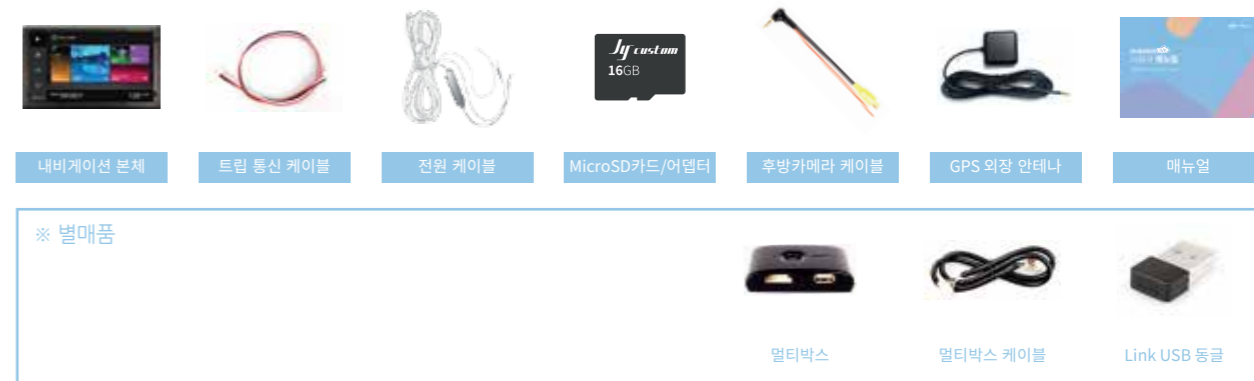 Jy custom
16GB
매뉴얼
내비게이션 본체
트립 통신 케이블
전원 케이블
MicroSD카드/어뎁터
후방카메라 케이블
GPS 외장 안테나
매뉴얼
※ 별매품
멀티박스
멀티박스 케이블
Link USB 동글